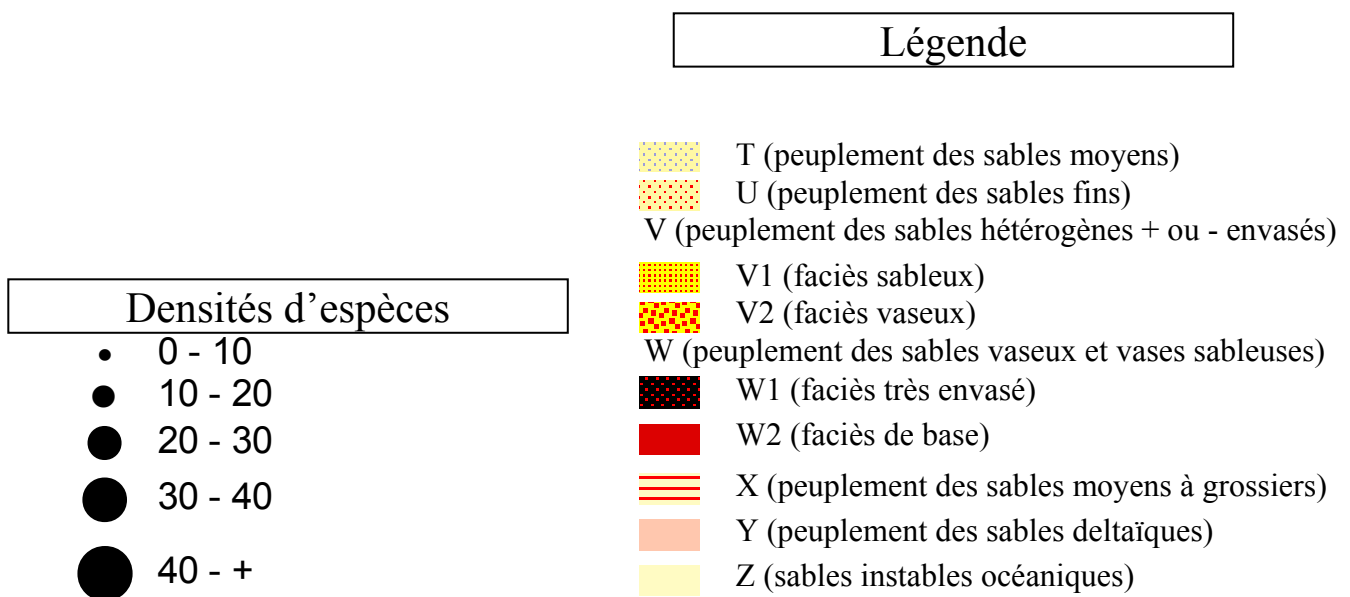 Légende
T (peuplement des sables moyens)
U (peuplement des sables fins)
V (peuplement des sables hétérogènes + ou - envasés)
V1 (faciès sableux)
V2 (faciès vaseux)
W (peuplement des sables vaseux et vases sableuses)
W1 (faciès très envasé)
W2 (faciès de base)
X (peuplement des sables moyens à grossiers)
Y (peuplement des sables deltaïques)
Z (sables instables océaniques)
Densités d’espèces
0 - 10
10 - 20
20 - 30
30 - 40
40 - +